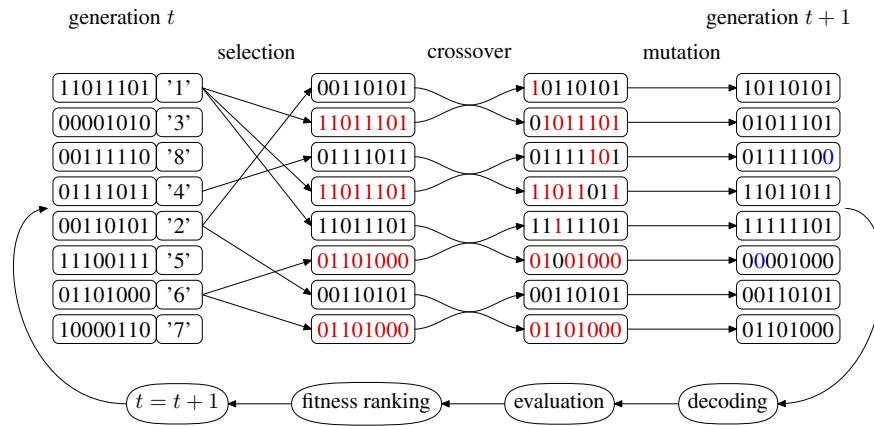 generation t generation t + 1
selection crossover mutation
11011101 '1' 00110101 10110101 10110101
00001010 '3' 11011101 01011101 01011101
00111110 '8' 01111011 01111101 01111100
01111011 '4' 11011101 11011011 11011011
00110101 '2' 11011101 11111101 11111101
11100111 '5' 01101000 01001000 00001000
01101000 '6' 00110101 00110101 00110101
10000110 '7' 01101000 01101000 01101000
t = t + 1 fitness ranking evaluation decoding